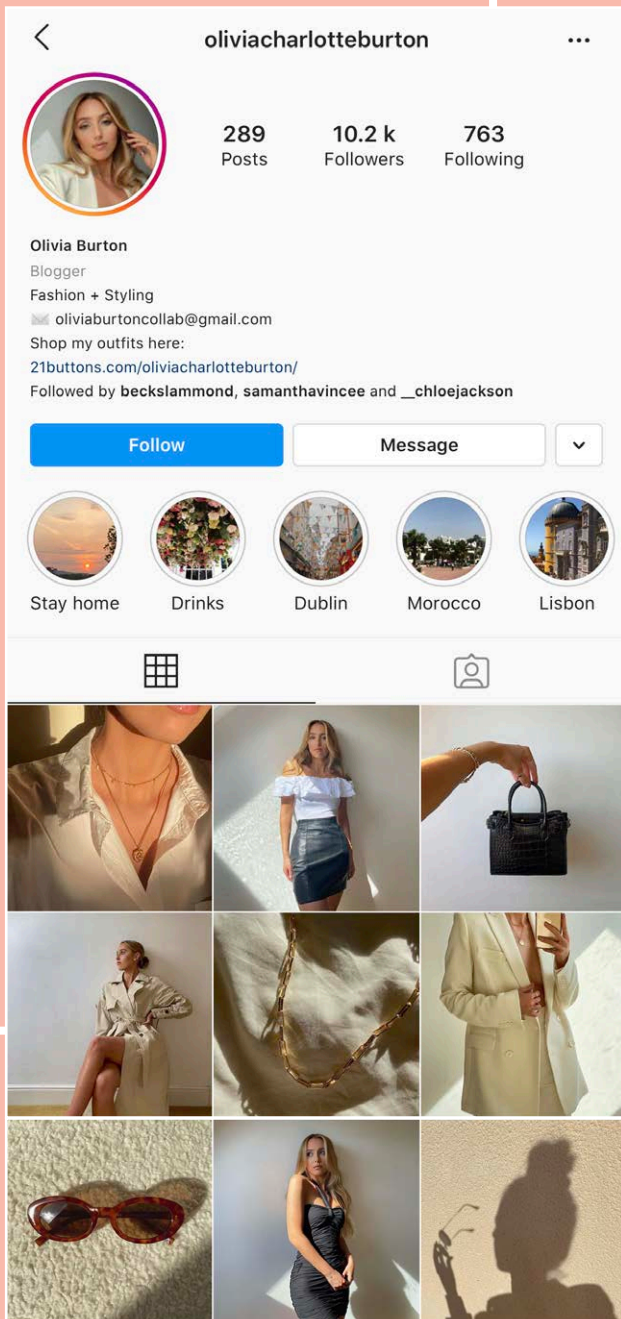 oliviacharlotteburton
289
10.2 k
763
Posts
Followers
Following
Olivia Burton
Blogger
Fashion + Styling
oliviaburtoncollab@gmail.com
Shop my outfits here:
21buttons.com/oliviacharlotteburton/
Followed by beckslammond, samanthavincee and __chloejackson
Follow
Message
Stay home
Drinks
Dublin
Morocco
Lisbon